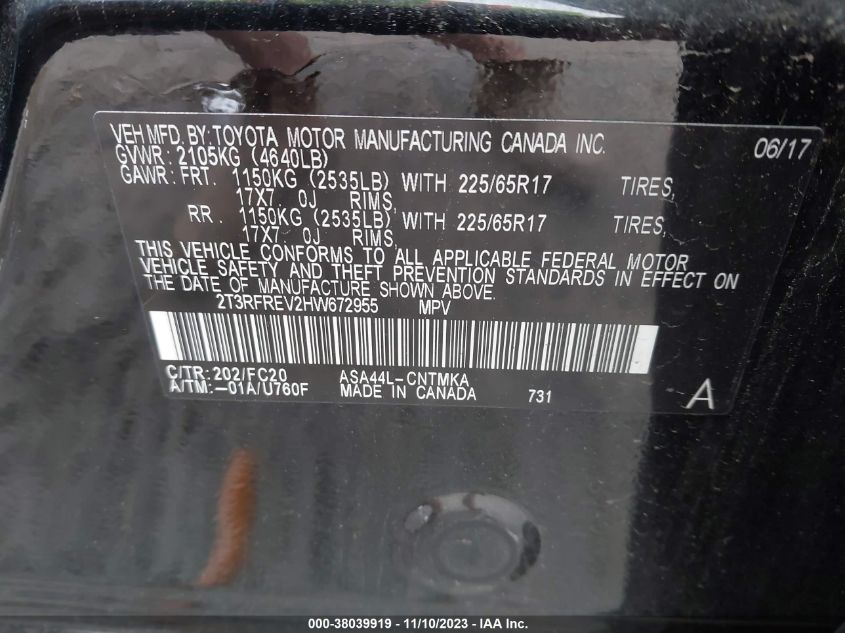 VEH MFD. BY: TOYOTA MOTOR MANUFACTURING CANADA INC. 06/17
GVWR: 2105KG (4640LB)
GAWR: FRT. 1150KG (2535LB) WITH 225/65R17 TIRES,
17X7. 0J RIMS,
RR. 1150KG (2535LB) WITH 225/65R17 TIRES,
17X7. 0J RIMS,
THIS VEHICLE CONFORMS TO ALL APPLICABLE FEDERAL MOTOR
VEHICLE SAFETY AND THEFT PREVENTION STANDARDS IN EFFECT ON
THE DATE OF MANUFACTURE SHOWN ABOVE.
2T3RFREV2HW672955 MPV
C/TR: 202/FC20 ASA44L-CNTMKA
A/TM: -01A/U760F MADE IN CANADA 731 A
000-38039919 - 11/10/2023 - IAA Inc.